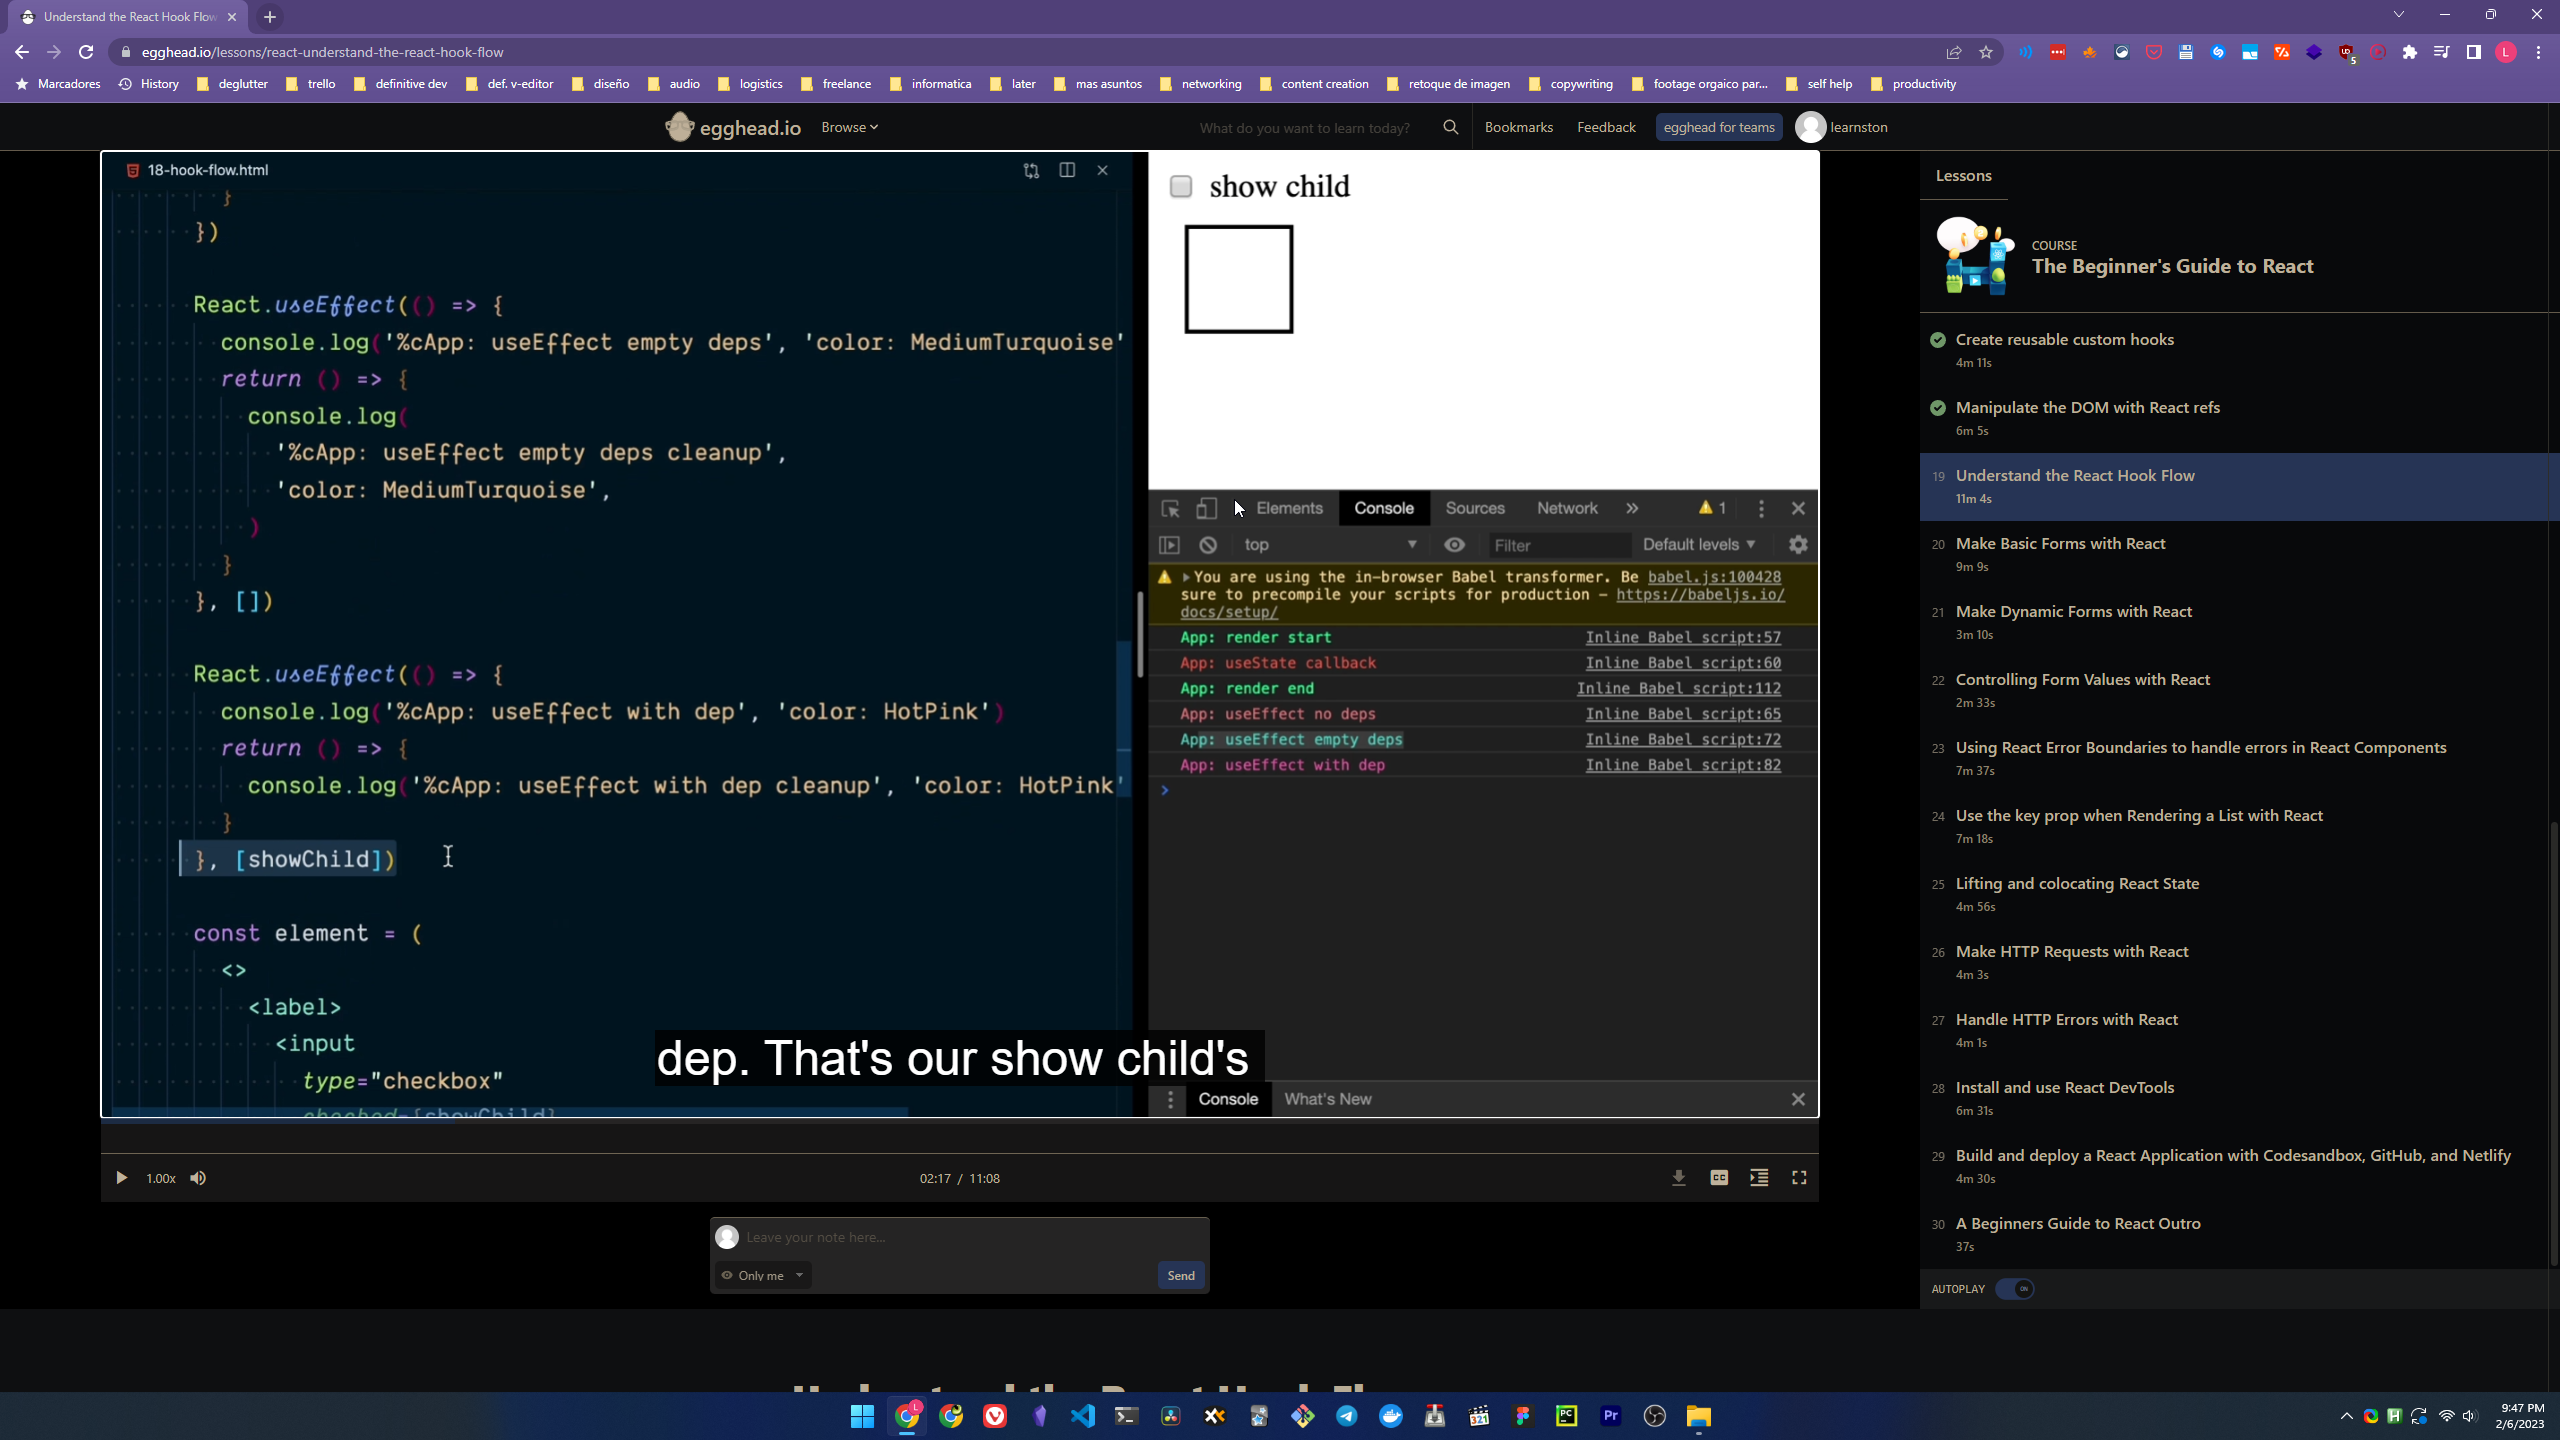 Understand the React Hook Flow
egghead.io/lessons/react-understand-the-react-hook-flow
Marcadores
History
deglutter
trello
definitive dev
def. v-editor
diseño
audio
logistics
freelance
informatica
later
mas asuntos
networking
content creation
retoque de imagen
copywriting
footage orgaico par...
self help
productivity
egghead.io
Browse
What do you want to learn today?
Bookmarks
Feedback
egghead for teams
learnston
18-hook-flow.html
}
})
React.useEffect(() => {
console.log('%cApp: useEffect empty deps', 'color: MediumTurquoise'
return () => {
console.log(
'%cApp: useEffect empty deps cleanup',
'color: MediumTurquoise',
)
}
}, [])
React.useEffect(() => {
console.log('%cApp: useEffect with dep', 'color: HotPink')
return () => {
console.log('%cApp: useEffect with dep cleanup', 'color: HotPink'
}
}, [showChild])
const element = (
<>
<label>
<input
type="checkbox"
checked={showChild}
show child
Elements
Console
Sources
Network
»
1
top
Filter
Default levels
You are using the in-browser Babel transformer. Be babel.js:100428
sure to precompile your scripts for production – https://babeljs.io/
docs/setup/
App: render start Inline Babel script:57
App: useState callback Inline Babel script:60
App: render end Inline Babel script:112
App: useEffect no deps Inline Babel script:65
App: useEffect empty deps Inline Babel script:72
App: useEffect with dep Inline Babel script:82
>
dep. That's our show child's
Console
What's New
1.00x
02:17 / 11:08
CC
Leave your note here...
Only me
Send
Lessons
COURSE
The Beginner's Guide to React
Create reusable custom hooks
4m 11s
Manipulate the DOM with React refs
6m 5s
19 Understand the React Hook Flow
11m 4s
20 Make Basic Forms with React
9m 9s
21 Make Dynamic Forms with React
3m 10s
22 Controlling Form Values with React
2m 33s
23 Using React Error Boundaries to handle errors in React Components
7m 37s
24 Use the key prop when Rendering a List with React
7m 18s
25 Lifting and colocating React State
4m 56s
26 Make HTTP Requests with React
4m 3s
27 Handle HTTP Errors with React
4m 1s
28 Install and use React DevTools
6m 31s
29 Build and deploy a React Application with Codesandbox, GitHub, and Netlify
4m 30s
30 A Beginners Guide to React Outro
37s
AUTOPLAY
ON
9:47 PM
2/6/2023